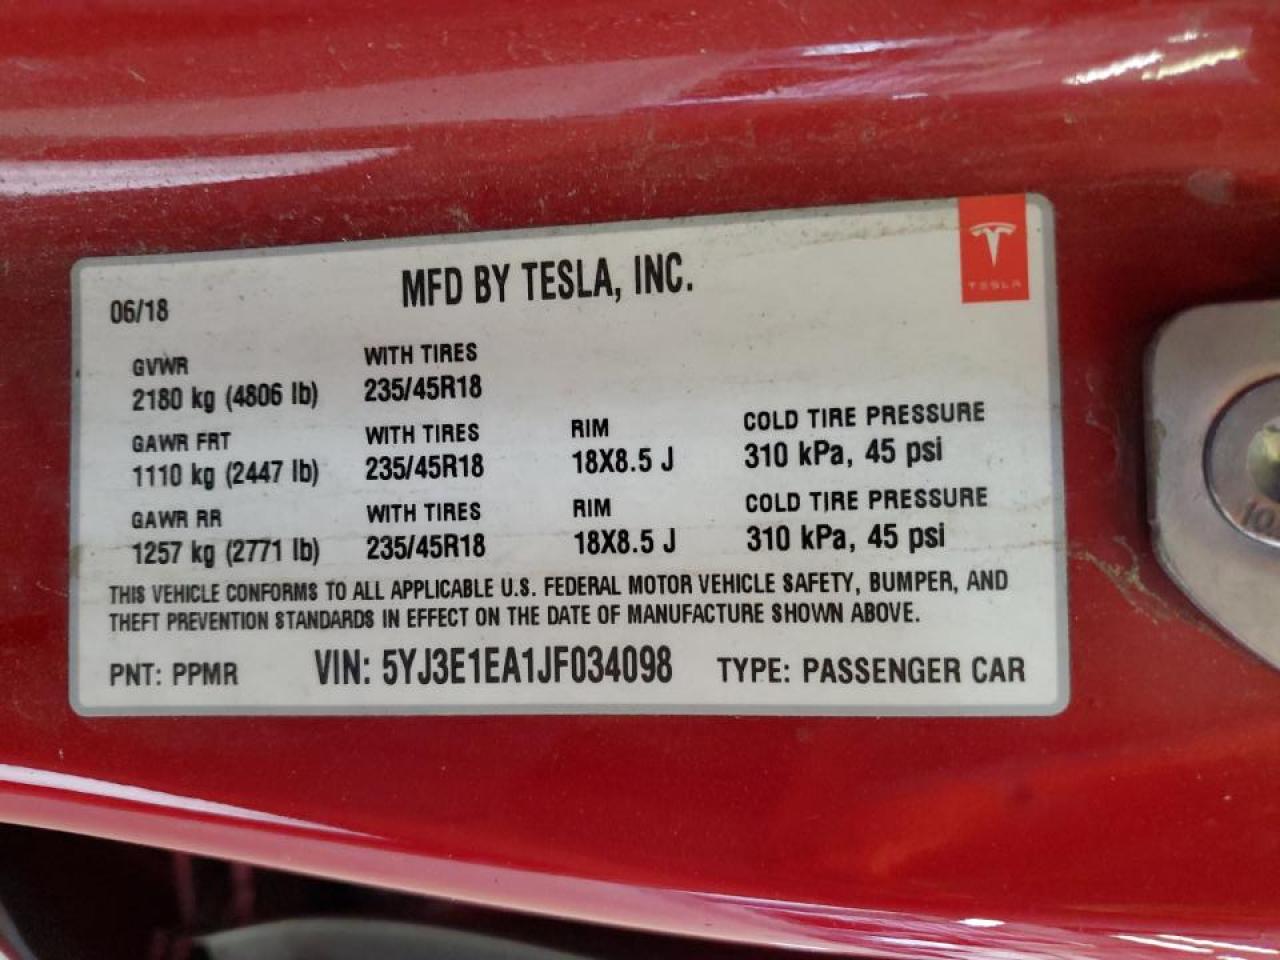 MFD BY TESLA, INC.
TESLA
06/18
GVWR WITH TIRES
2180 kg (4806 lb) 235/45R18
GAWR FRT WITH TIRES RIM COLD TIRE PRESSURE
1110 kg (2447 lb) 235/45R18 18X8.5 J 310 kPa, 45 psi
GAWR RR WITH TIRES RIM COLD TIRE PRESSURE
1257 kg (2771 lb) 235/45R18 18X8.5 J 310 kPa, 45 psi
THIS VEHICLE CONFORMS TO ALL APPLICABLE U.S. FEDERAL MOTOR VEHICLE SAFETY, BUMPER, AND
THEFT PREVENTION STANDARDS IN EFFECT ON THE DATE OF MANUFACTURE SHOWN ABOVE.
PNT: PPMR VIN: 5YJ3E1EA1JF034098 TYPE: PASSENGER CAR